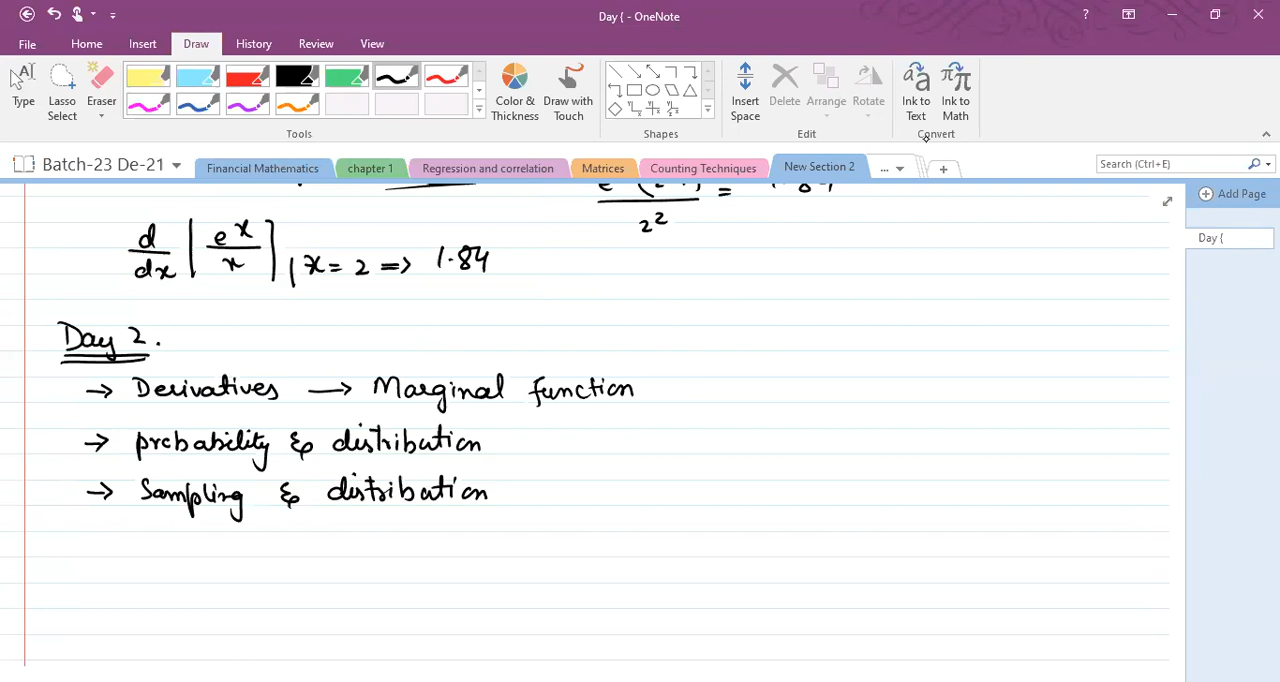 Day { - OneNote
File Home Insert Draw History Review View
Type Lasso Select Eraser Color & Thickness Draw with Touch Insert Space Delete Arrange Rotate Ink to Text Ink to Math
Tools Shapes Edit Convert
Batch-23 De-21 Financial Mathematics chapter 1 Regression and correlation Matrices Counting Techniques New Section 2 ... Search (Ctrl+E)
Add Page
Day {
2²
d/dx [e^x/x] | x = 2 => 1.84
Day 2.
→ Derivatives → Marginal function
→ probability & distribution
→ Sampling & distribution